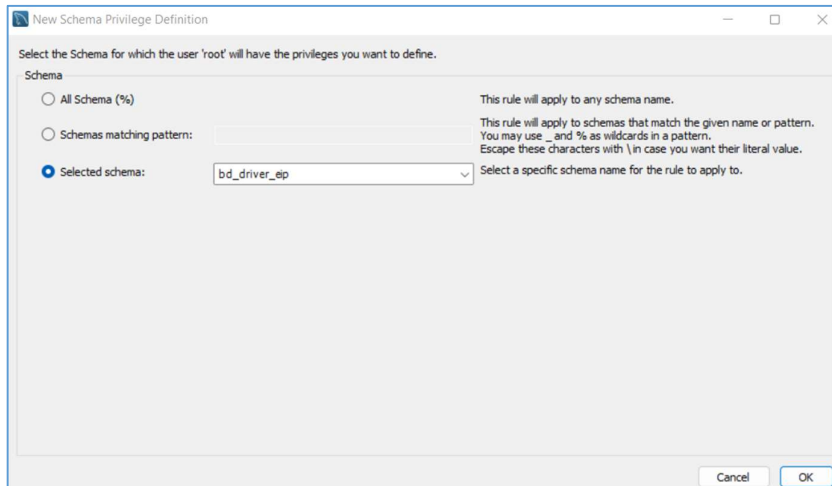 New Schema Privilege Definition
Select the Schema for which the user 'root' will have the privileges you want to define.
Schema
All Schema (%)
This rule will apply to any schema name.
Schemas matching pattern:
This rule will apply to schemas that match the given name or pattern.
You may use _ and % as wildcards in a pattern.
Escape these characters with \ in case you want their literal value.
Selected schema:
bd_driver_eip
Select a specific schema name for the rule to apply to.
Cancel
OK